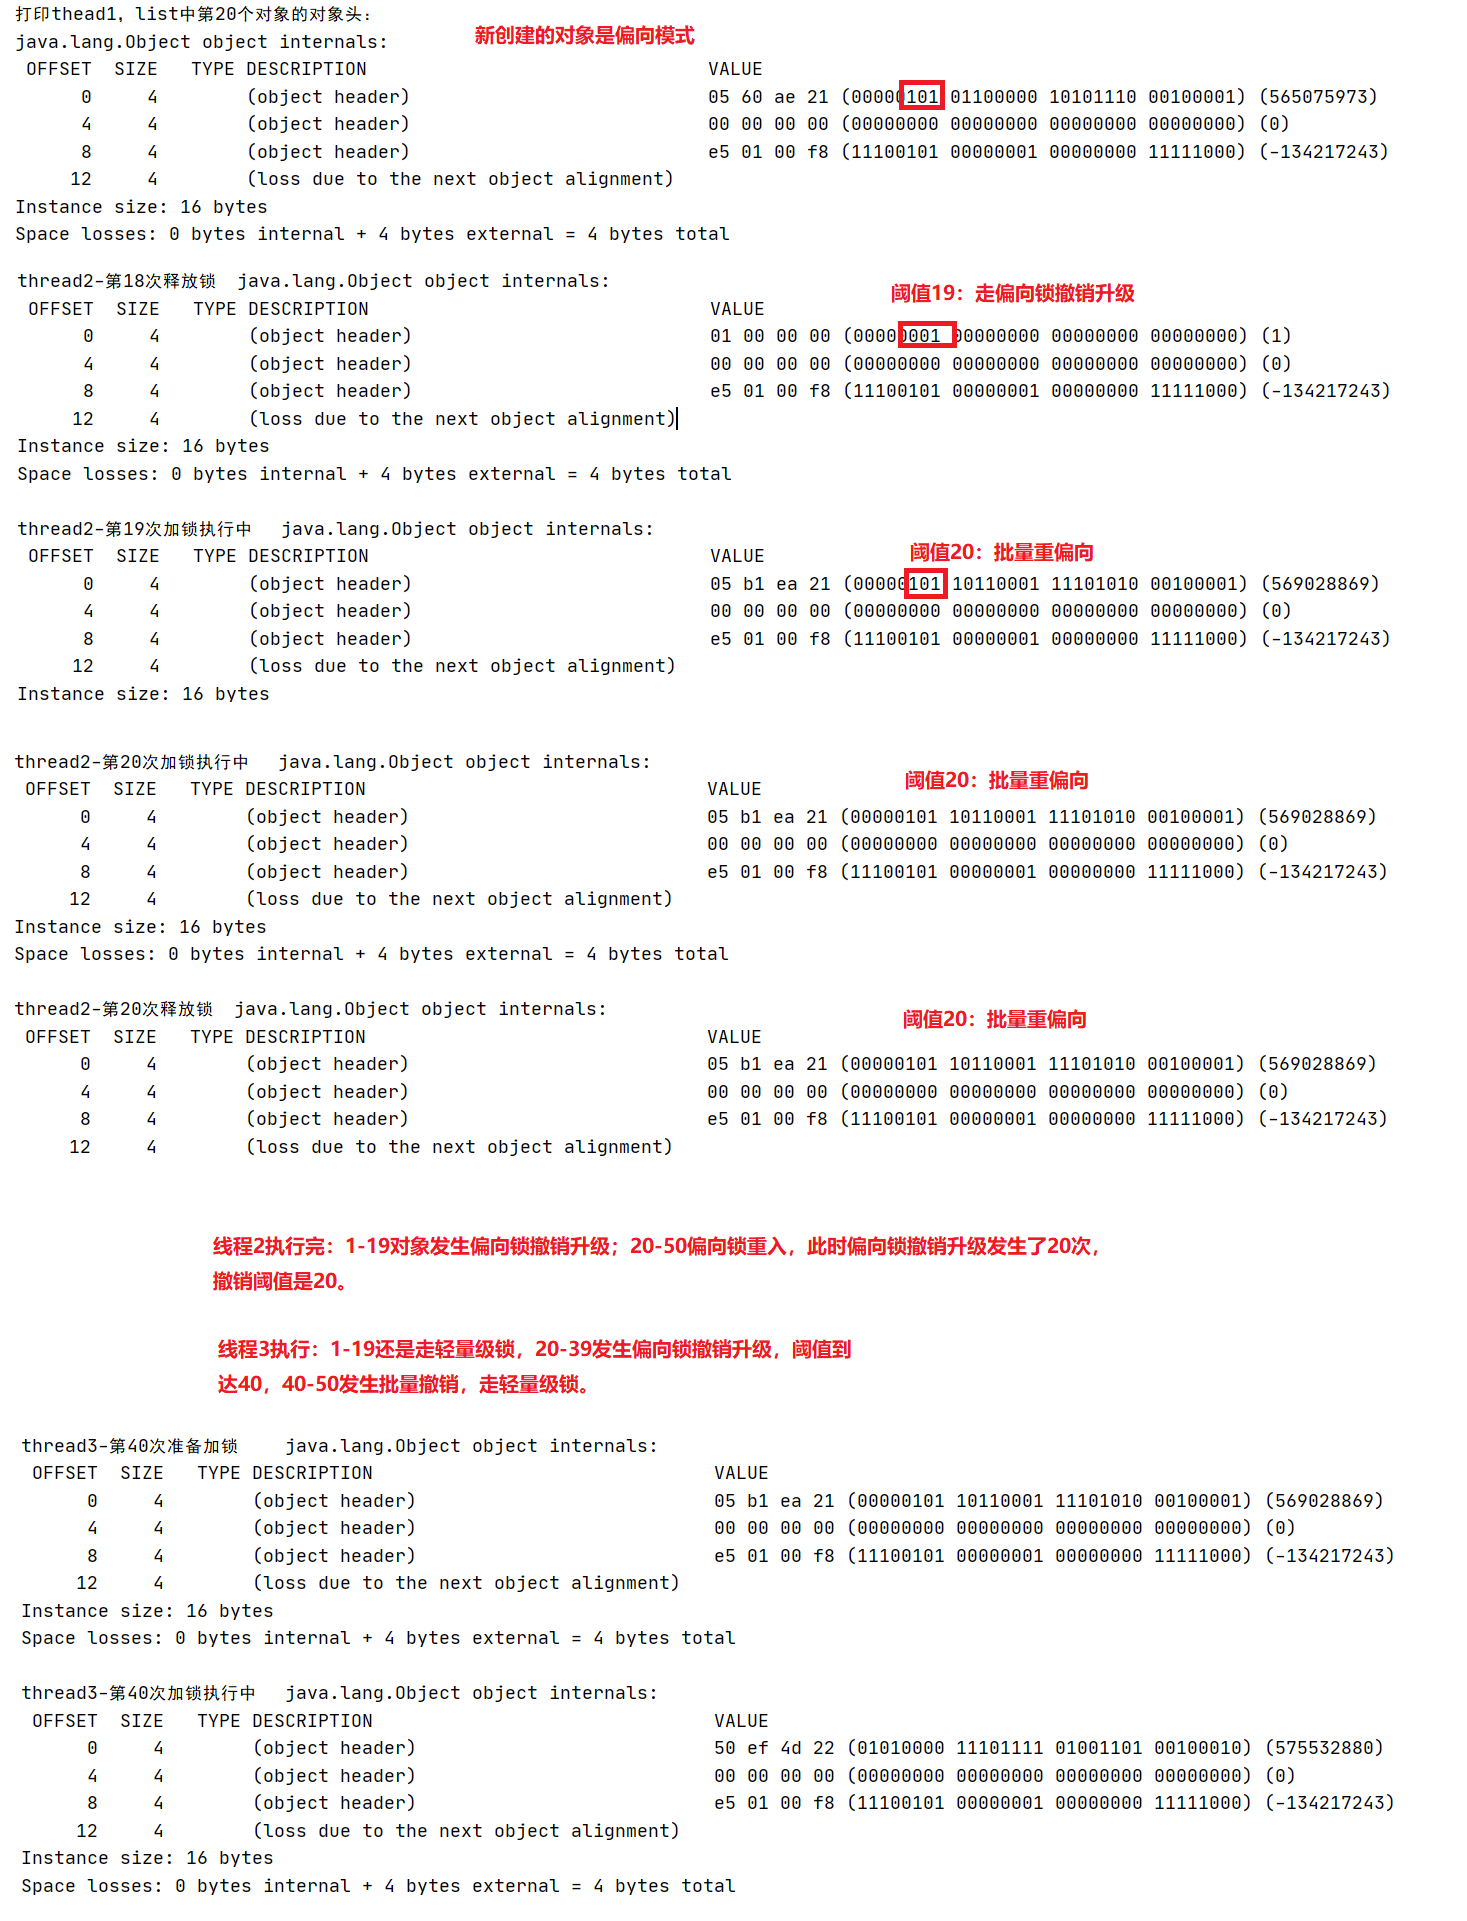 打印thead1，list中第20个对象的对象头：
java.lang.Object object internals:
新创建的对象是偏向模式
OFFSET SIZE TYPE DESCRIPTION VALUE
0 4 (object header) 05 60 ae 21 (00000101 01100000 10101110 00100001) (565075973)
4 4 (object header) 00 00 00 00 (00000000 00000000 00000000 00000000) (0)
8 4 (object header) e5 01 00 f8 (11100101 00000001 00000000 11111000) (-134217243)
12 4 (loss due to the next object alignment)
Instance size: 16 bytes
Space losses: 0 bytes internal + 4 bytes external = 4 bytes total
thread2-第18次释放锁 java.lang.Object object internals:
阈值19：走偏向锁撤销升级
OFFSET SIZE TYPE DESCRIPTION VALUE
0 4 (object header) 01 00 00 00 (00000001 00000000 00000000 00000000) (1)
4 4 (object header) 00 00 00 00 (00000000 00000000 00000000 00000000) (0)
8 4 (object header) e5 01 00 f8 (11100101 00000001 00000000 11111000) (-134217243)
12 4 (loss due to the next object alignment)
Instance size: 16 bytes
Space losses: 0 bytes internal + 4 bytes external = 4 bytes total
thread2-第19次加锁执行中 java.lang.Object object internals:
阈值20：批量重偏向
OFFSET SIZE TYPE DESCRIPTION VALUE
0 4 (object header) 05 b1 ea 21 (00000101 10110001 11101010 00100001) (569028869)
4 4 (object header) 00 00 00 00 (00000000 00000000 00000000 00000000) (0)
8 4 (object header) e5 01 00 f8 (11100101 00000001 00000000 11111000) (-134217243)
12 4 (loss due to the next object alignment)
Instance size: 16 bytes
thread2-第20次加锁执行中 java.lang.Object object internals:
阈值20：批量重偏向
OFFSET SIZE TYPE DESCRIPTION VALUE
0 4 (object header) 05 b1 ea 21 (00000101 10110001 11101010 00100001) (569028869)
4 4 (object header) 00 00 00 00 (00000000 00000000 00000000 00000000) (0)
8 4 (object header) e5 01 00 f8 (11100101 00000001 00000000 11111000) (-134217243)
12 4 (loss due to the next object alignment)
Instance size: 16 bytes
Space losses: 0 bytes internal + 4 bytes external = 4 bytes total
thread2-第20次释放锁 java.lang.Object object internals:
阈值20：批量重偏向
OFFSET SIZE TYPE DESCRIPTION VALUE
0 4 (object header) 05 b1 ea 21 (00000101 10110001 11101010 00100001) (569028869)
4 4 (object header) 00 00 00 00 (00000000 00000000 00000000 00000000) (0)
8 4 (object header) e5 01 00 f8 (11100101 00000001 00000000 11111000) (-134217243)
12 4 (loss due to the next object alignment)
线程2执行完：1-19对象发生偏向锁撤销升级；20-50偏向锁重入，此时偏向锁撤销升级发生了20次，
撤销阈值是20。
线程3执行：1-19还是走轻量级锁，20-39发生偏向锁撤销升级，阈值到
达40，40-50发生批量撤销，走轻量级锁。
thread3-第40次准备加锁 java.lang.Object object internals:
OFFSET SIZE TYPE DESCRIPTION VALUE
0 4 (object header) 05 b1 ea 21 (00000101 10110001 11101010 00100001) (569028869)
4 4 (object header) 00 00 00 00 (00000000 00000000 00000000 00000000) (0)
8 4 (object header) e5 01 00 f8 (11100101 00000001 00000000 11111000) (-134217243)
12 4 (loss due to the next object alignment)
Instance size: 16 bytes
Space losses: 0 bytes internal + 4 bytes external = 4 bytes total
thread3-第40次加锁执行中 java.lang.Object object internals:
OFFSET SIZE TYPE DESCRIPTION VALUE
0 4 (object header) 50 ef 4d 22 (01010000 11101111 01001101 00100010) (575532880)
4 4 (object header) 00 00 00 00 (00000000 00000000 00000000 00000000) (0)
8 4 (object header) e5 01 00 f8 (11100101 00000001 00000000 11111000) (-134217243)
12 4 (loss due to the next object alignment)
Instance size: 16 bytes
Space losses: 0 bytes internal + 4 bytes external = 4 bytes total